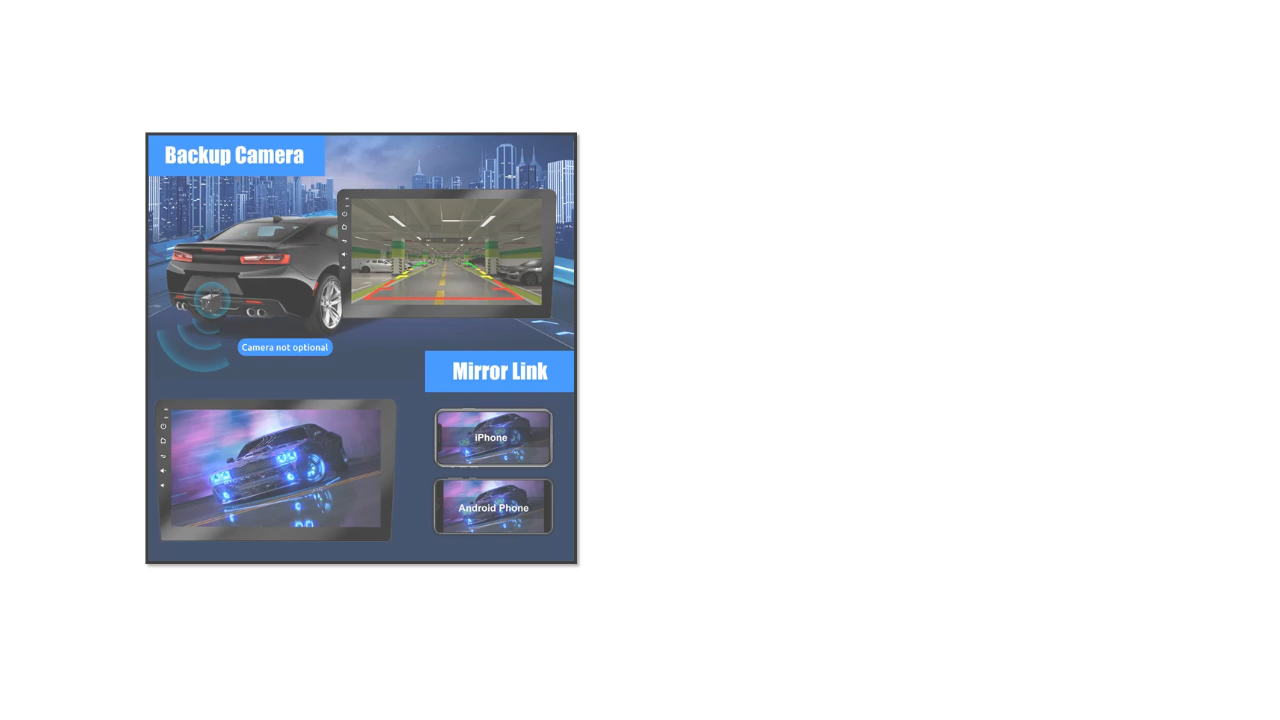 Backup Camera
Camera not optional
Mirror Link
iPhone
Android Phone